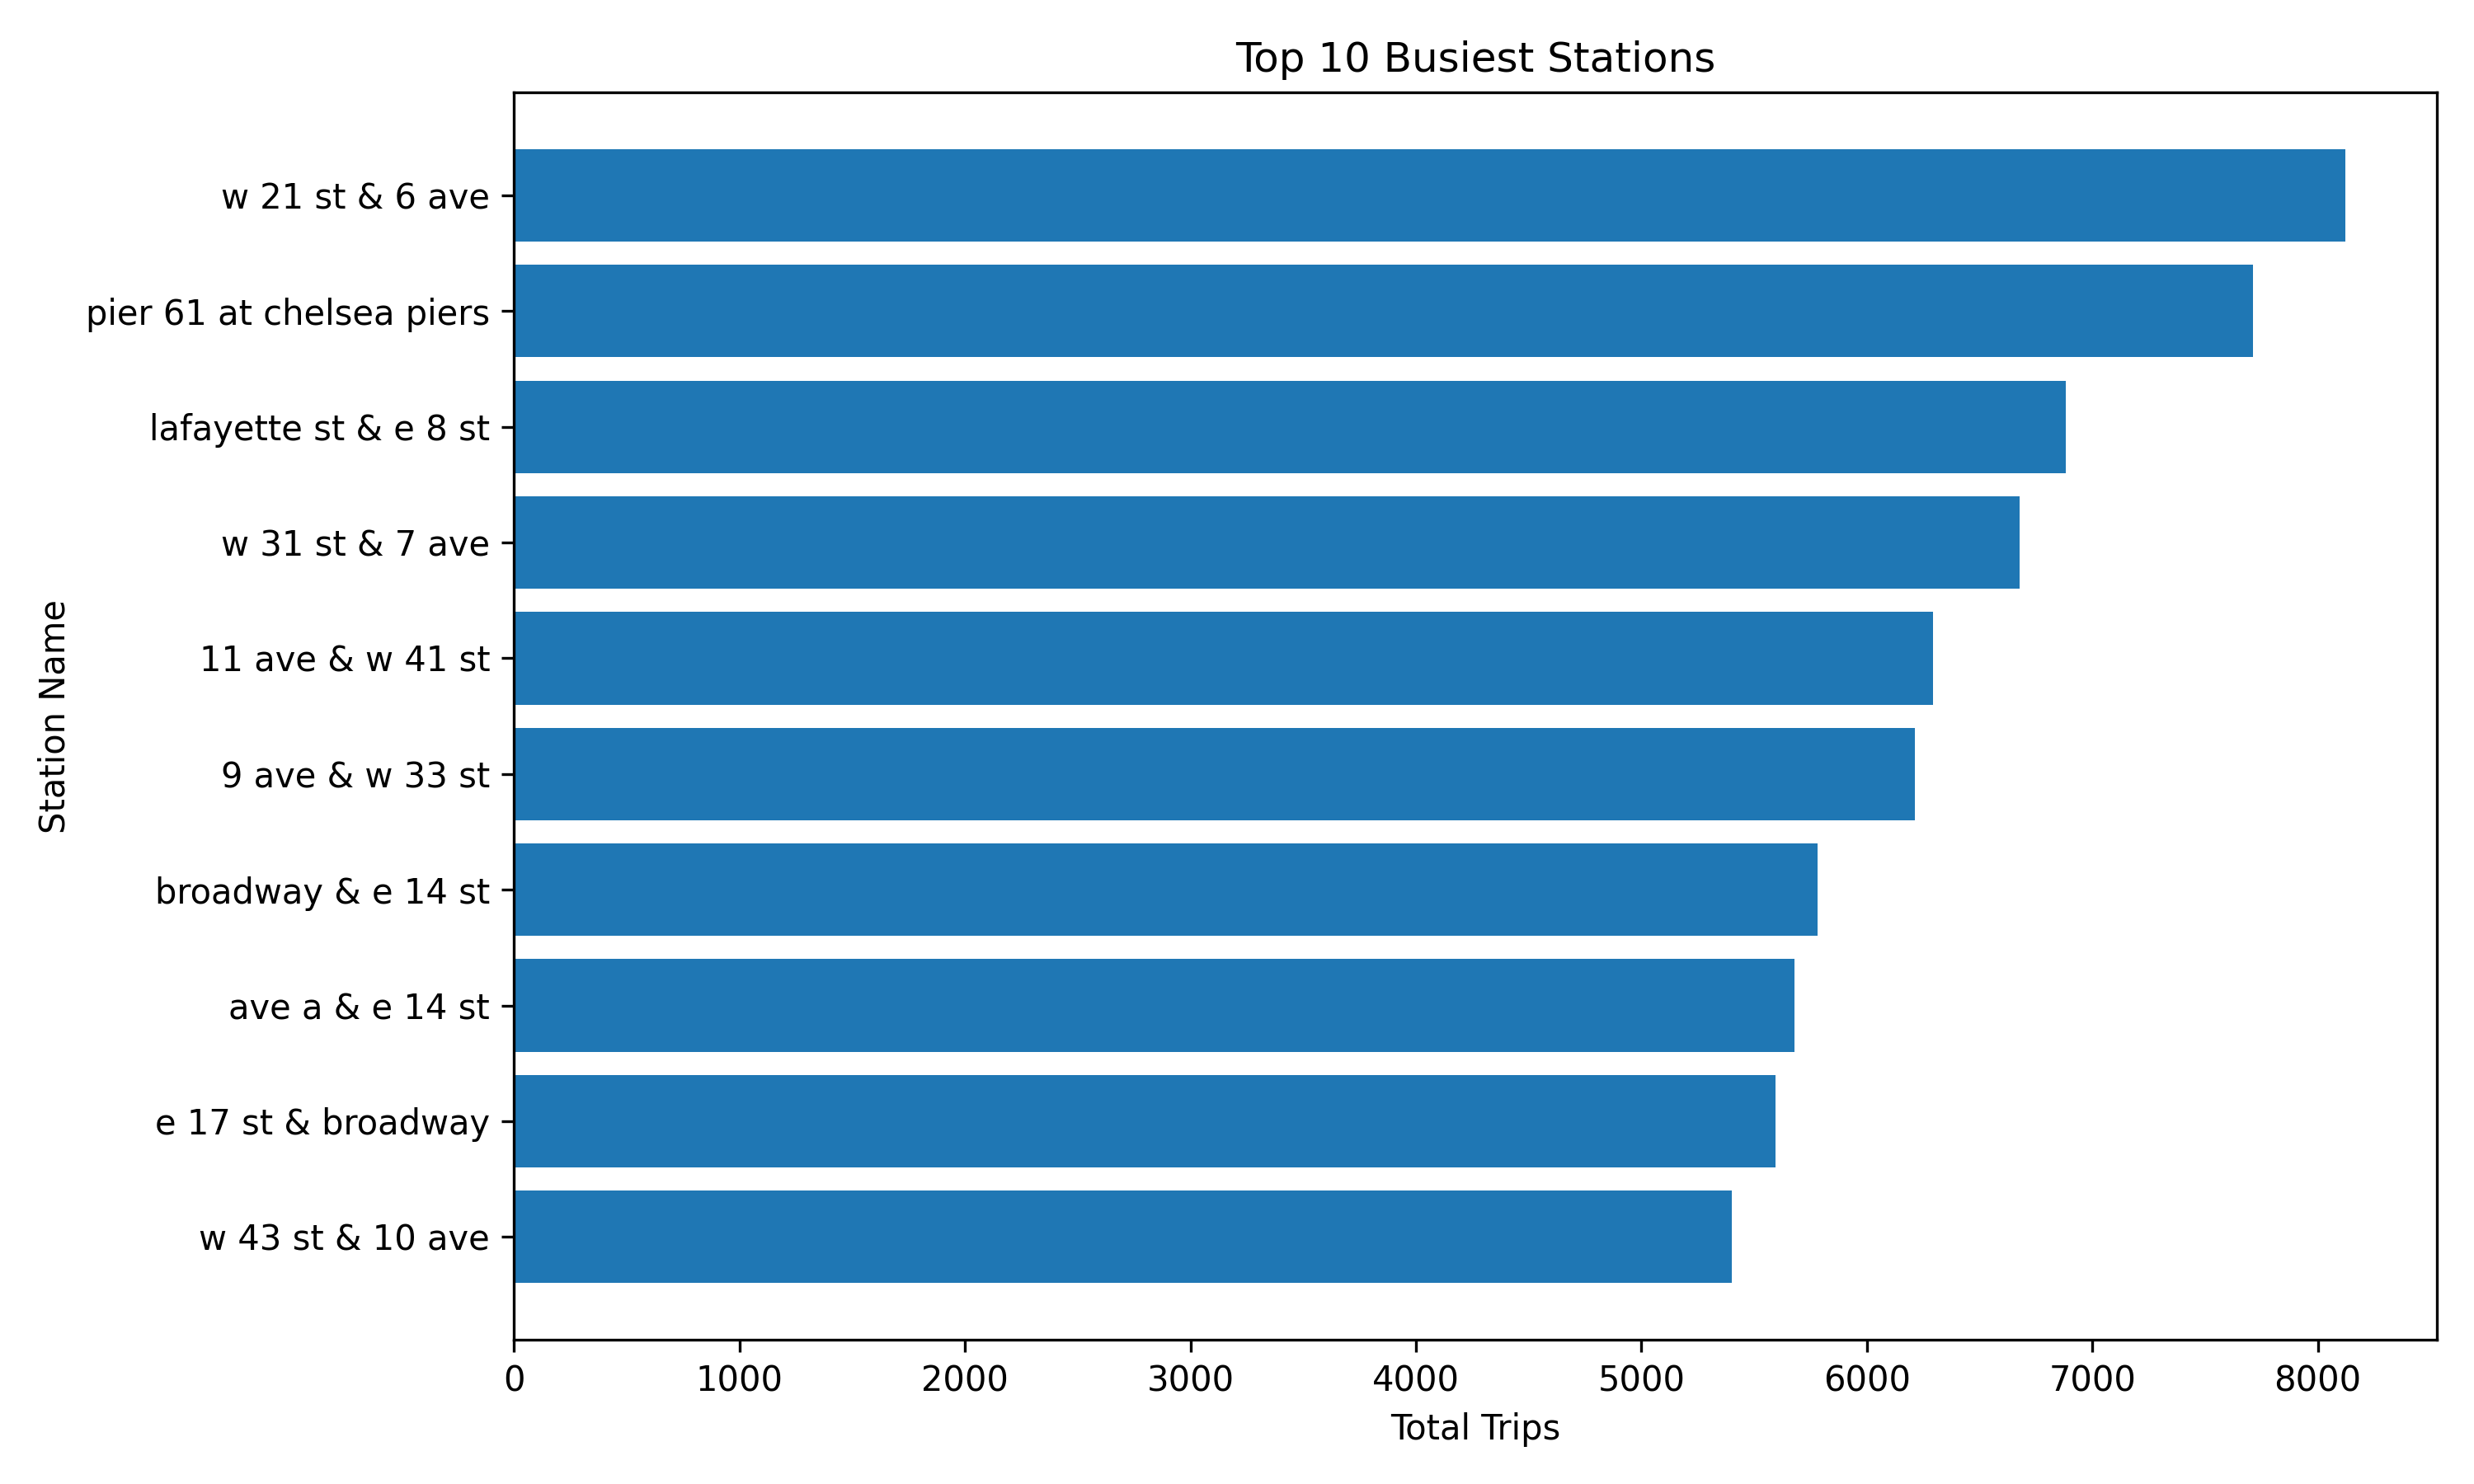 Top 10 Busiest Stations
Station Name
w 21 st & 6 ave
pier 61 at chelsea piers
lafayette st & e 8 st
w 31 st & 7 ave
11 ave & w 41 st
9 ave & w 33 st
broadway & e 14 st
ave a & e 14 st
e 17 st & broadway
w 43 st & 10 ave
0 1000 2000 3000 4000 5000 6000 7000 8000
Total Trips